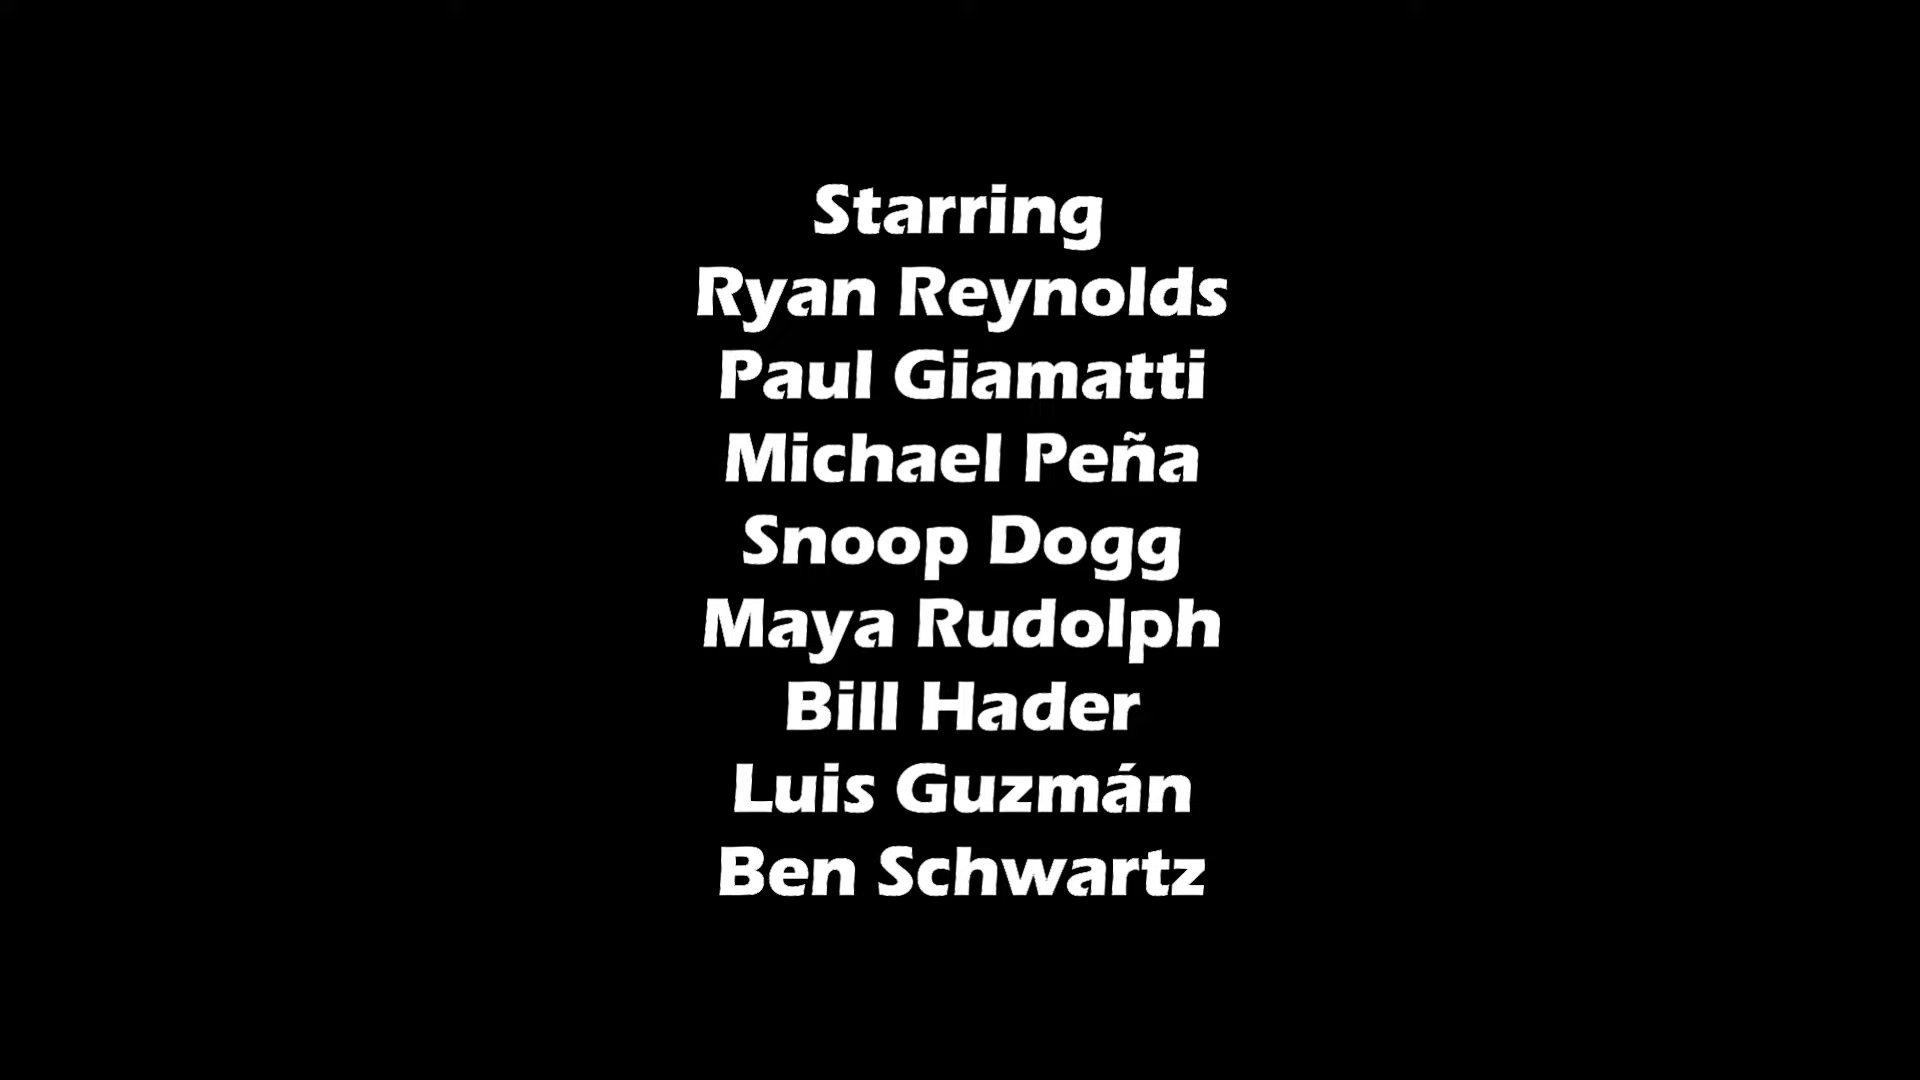 Starring
Ryan Reynolds
Paul Giamatti
Michael Peña
Snoop Dogg
Maya Rudolph
Bill Hader
Luis Guzmán
Ben Schwartz